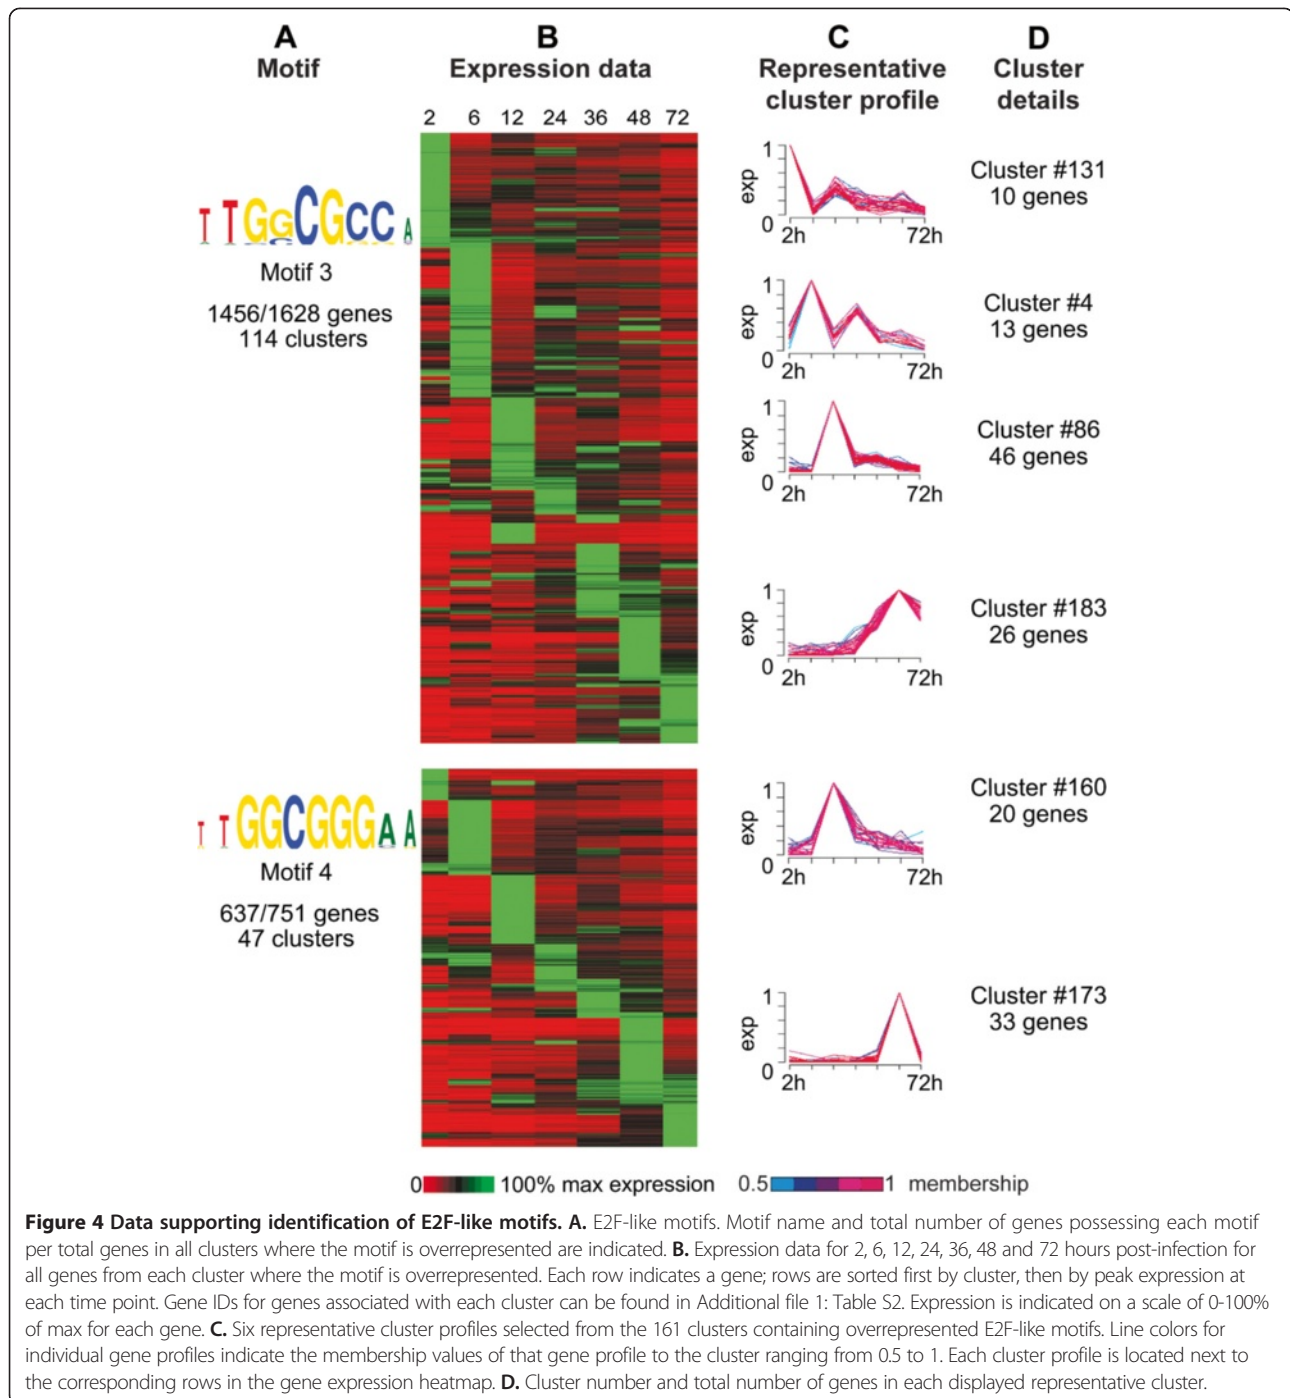 A
Motif
B
Expression data
C
Representative
cluster profile
D
Cluster
details
2 6 12 24 36 48 72
TTGGCGCCA
Motif 3
1456/1628 genes
114 clusters
1
exp
0
2h 72h
Cluster #131
10 genes
1
exp
0
2h 72h
Cluster #4
13 genes
1
exp
0
2h 72h
Cluster #86
46 genes
1
exp
0
2h 72h
Cluster #183
26 genes
TTGGCGGGAA
Motif 4
637/751 genes
47 clusters
1
exp
0
2h 72h
Cluster #160
20 genes
1
exp
0
2h 72h
Cluster #173
33 genes
0 100% max expression 0.5 1 membership
Figure 4 Data supporting identification of E2F-like motifs. A. E2F-like motifs. Motif name and total number of genes possessing each motif
per total genes in all clusters where the motif is overrepresented are indicated. B. Expression data for 2, 6, 12, 24, 36, 48 and 72 hours post-infection for
all genes from each cluster where the motif is overrepresented. Each row indicates a gene; rows are sorted first by cluster, then by peak expression at
each time point. Gene IDs for genes associated with each cluster can be found in Additional file 1: Table S2. Expression is indicated on a scale of 0-100%
of max for each gene. C. Six representative cluster profiles selected from the 161 clusters containing overrepresented E2F-like motifs. Line colors for
individual gene profiles indicate the membership values of that gene profile to the cluster ranging from 0.5 to 1. Each cluster profile is located next to
the corresponding rows in the gene expression heatmap. D. Cluster number and total number of genes in each displayed representative cluster.